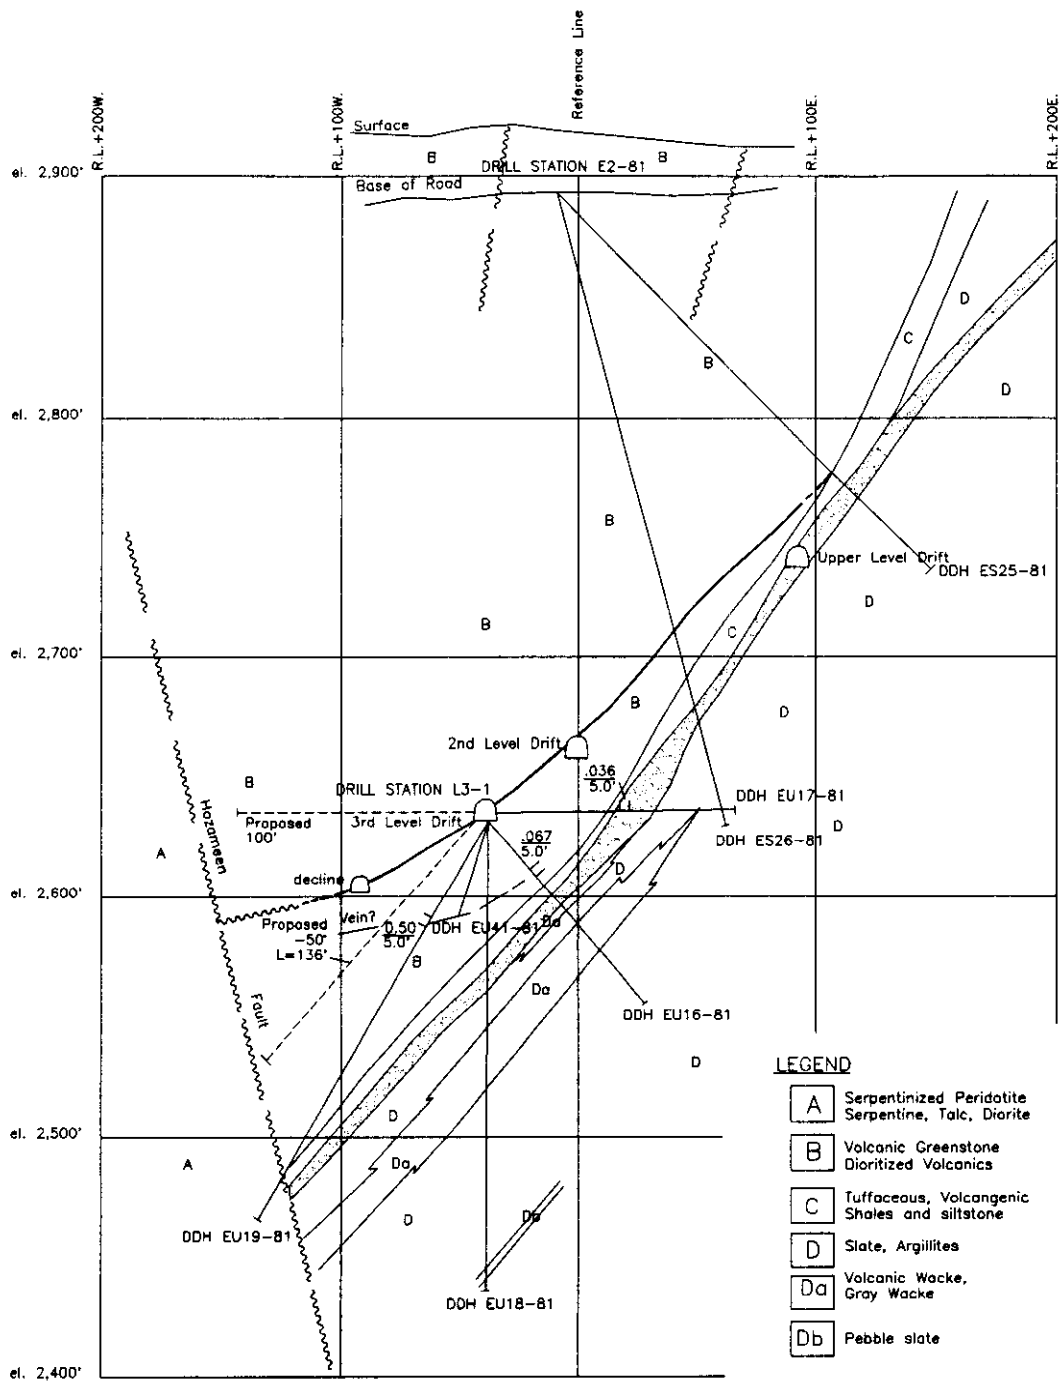 Reference Line
R.L.+200W.
R.L.+100W.
R.L.+100E.
R.L.+200E.
Surface
B
DRILL STATION E2-81
B
el. 2,900'
Base of Road
D
C
B
D
el. 2,800'
B
Upper Level Drift
DDH ES25-81
D
B
C
el. 2,700'
B
D
2nd Level Drift
.036
5.0'
B
DRILL STATION L3-1
DDH EU17-81
Proposed
100'
3rd Level Drift
Hozameen
.067
5.0'
D
DDH ES26-81
A
D
decline
el. 2,600'
Proposed
-50°
L=136'
Vein?
0.50
5.0'
DDH EU41-81
Da
B
Da
Fault
DDH EU16-81
D
D
el. 2,500'
A
Da
D
Db
DDH EU19-81
DDH EU18-81
el. 2,400'
LEGEND
A Serpentinized Peridotite
Serpentine, Talc, Diorite
B Volcanic Greenstone
Dioritized Volcanics
C Tuffaceous, Volcangenic
Shales and siltstone
D Slate, Argillites
Da Volcanic Wacke,
Gray Wacke
Db Pebble slate